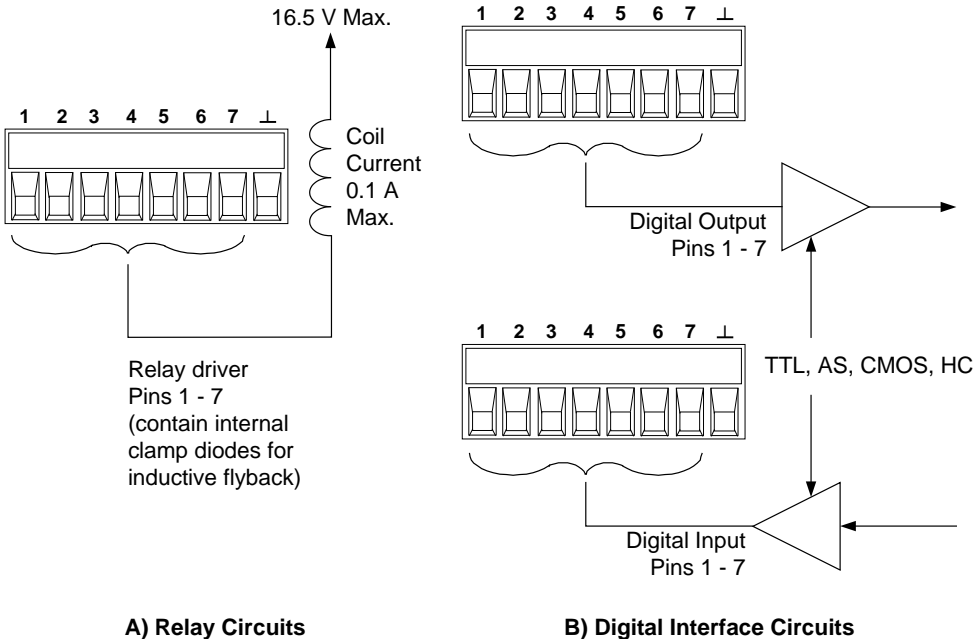 16.5 V Max.
1 2 3 4 5 6 7 ⊥
Coil
Current
0.1 A
Max.
Relay driver
Pins 1 - 7
(contain internal
clamp diodes for
inductive flyback)
A) Relay Circuits
1 2 3 4 5 6 7 ⊥
Digital Output
Pins 1 - 7
1 2 3 4 5 6 7 ⊥
TTL, AS, CMOS, HC
Digital Input
Pins 1 - 7
B) Digital Interface Circuits